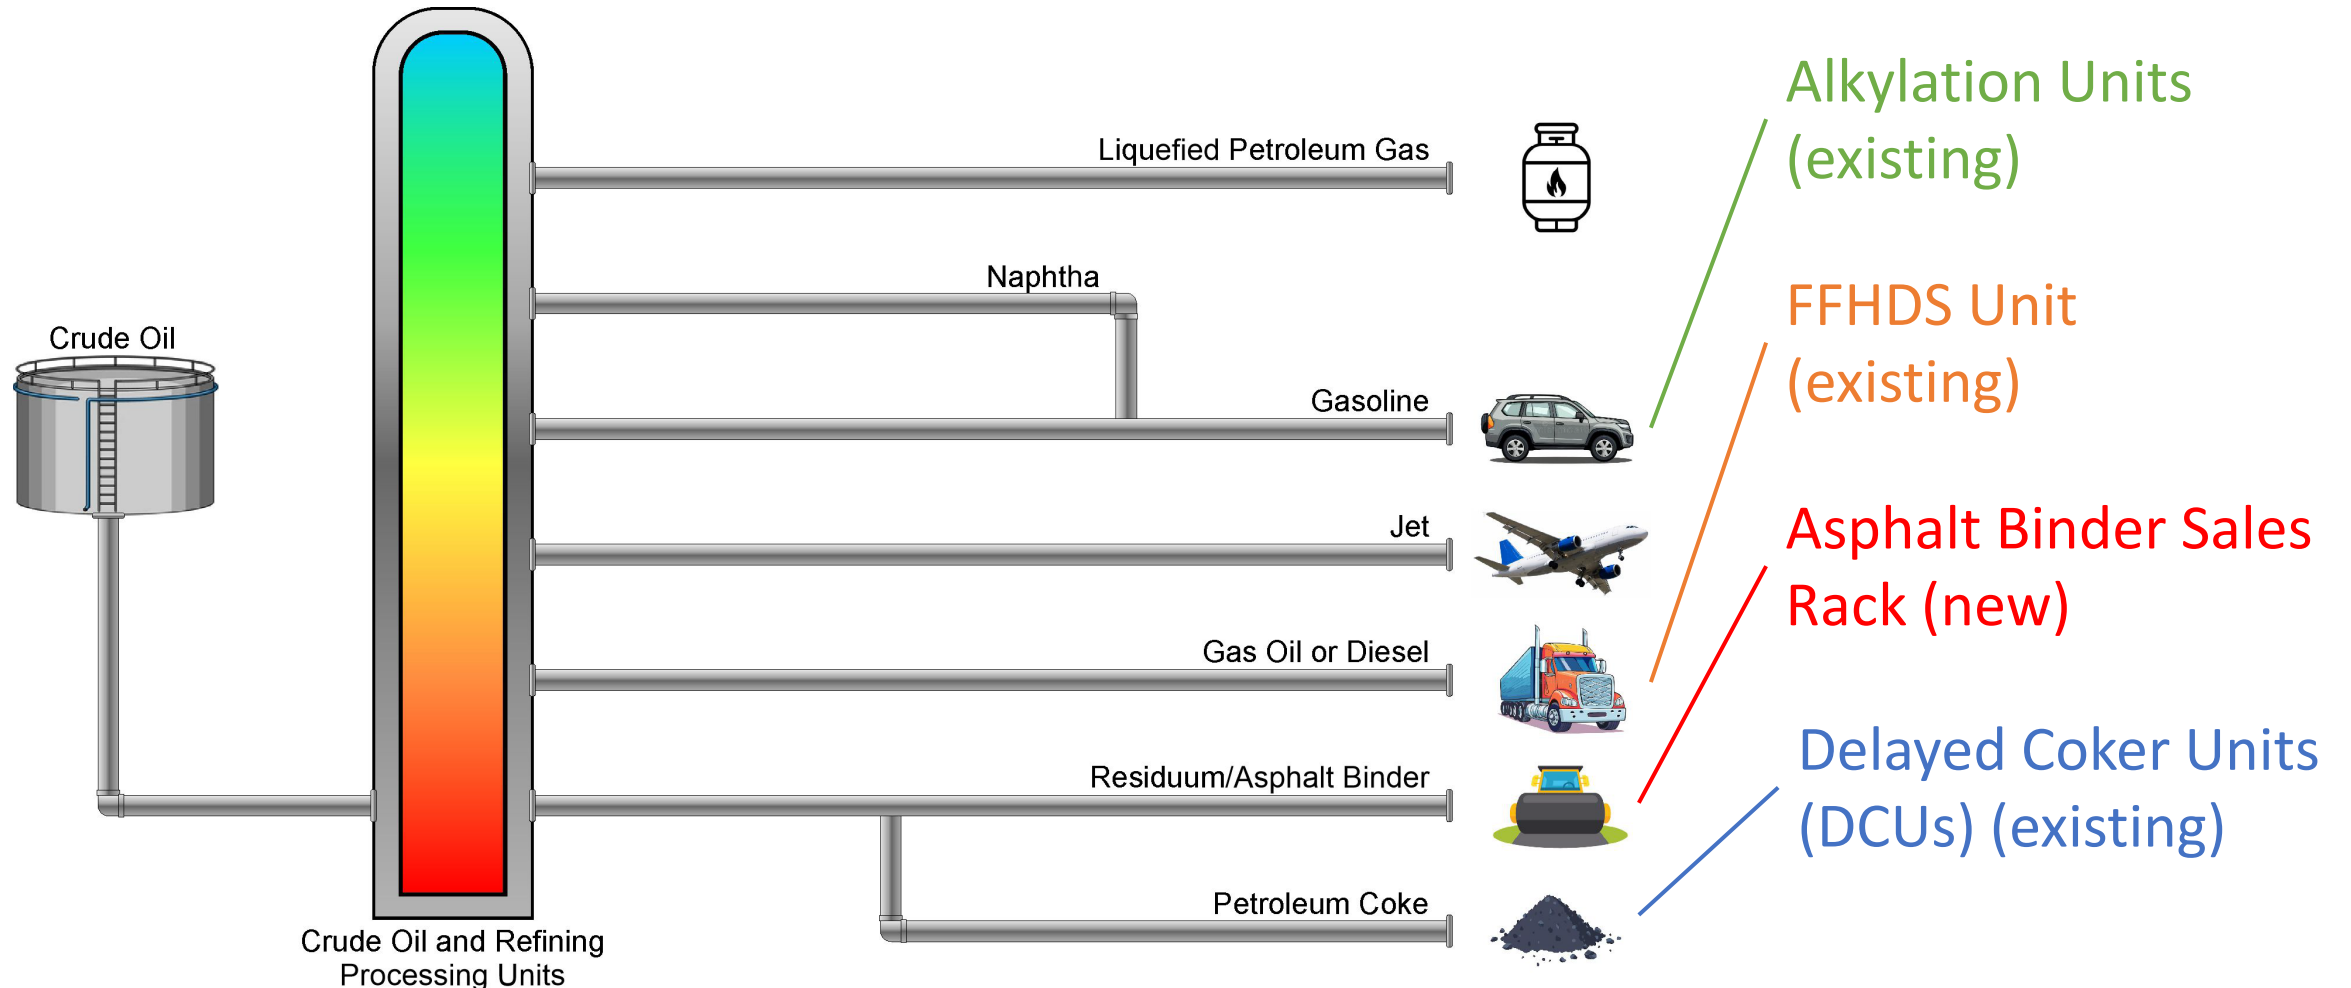 Crude Oil
Crude Oil and Refining
Processing Units
Liquefied Petroleum Gas
Naphtha
Gasoline
Jet
Gas Oil or Diesel
Residuum/Asphalt Binder
Petroleum Coke
Alkylation Units
(existing)
FFHDS Unit
(existing)
Asphalt Binder Sales
Rack (new)
Delayed Coker Units
(DCUs) (existing)